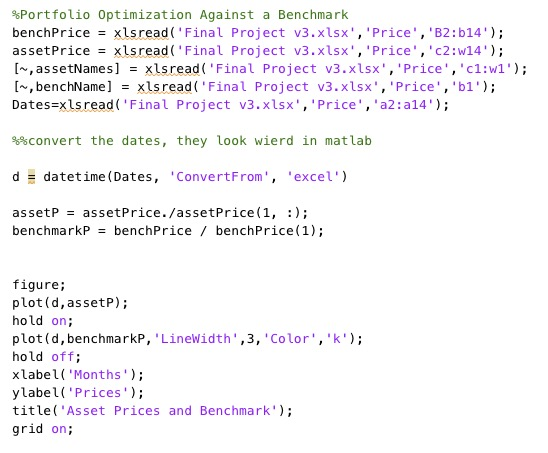 %Portfolio Optimization Against a Benchmark
benchPrice = xlsread('Final Project v3.xlsx','Price','B2:b14');
assetPrice = xlsread('Final Project v3.xlsx','Price','c2:w14');
[~,assetNames] = xlsread('Final Project v3.xlsx','Price','c1:w1');
[~,benchName] = xlsread('Final Project v3.xlsx','Price','b1');
Dates=xlsread('Final Project v3.xlsx','Price','a2:a14');
%%convert the dates, they look wierd in matlab
d = datetime(Dates, 'ConvertFrom', 'excel')
assetP = assetPrice./assetPrice(1, :);
benchmarkP = benchPrice / benchPrice(1);
figure;
plot(d,assetP);
hold on;
plot(d,benchmarkP,'LineWidth',3,'Color','k');
hold off;
xlabel('Months');
ylabel('Prices');
title('Asset Prices and Benchmark');
grid on;